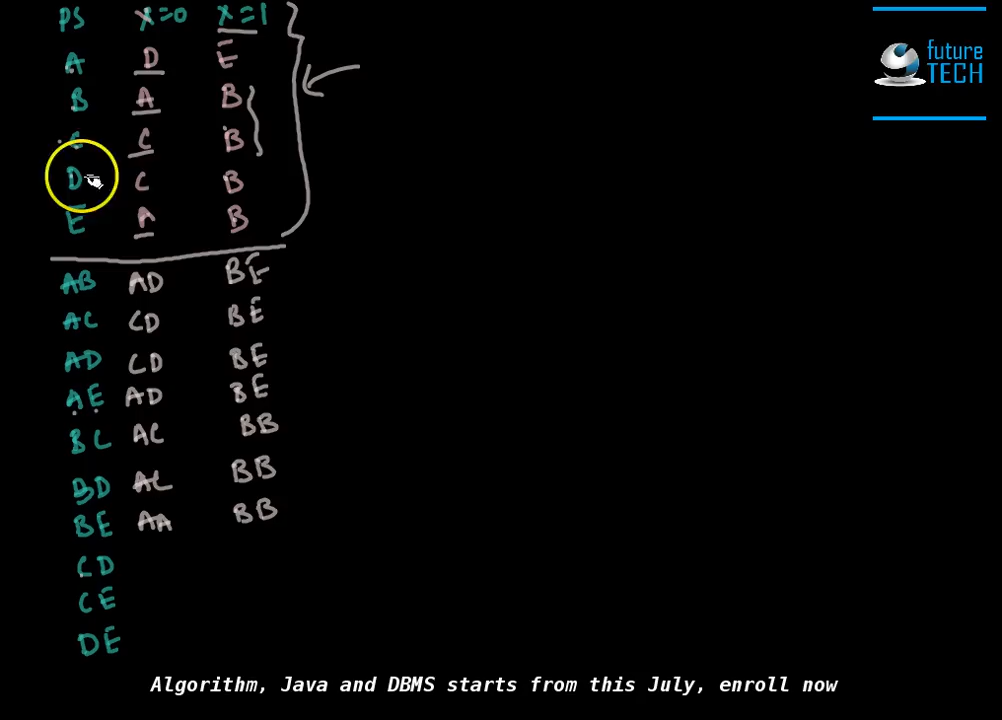 PS X=0 X=1
A D E
B A B
C C B
D C B
E A B
AB AD BE
AC CD BE
AD CD BE
AE AD BE
BC AC BB
BD AC BB
BE AA BB
CD
CE
DE
future
TECH
Algorithm, Java and DBMS starts from this July, enroll now